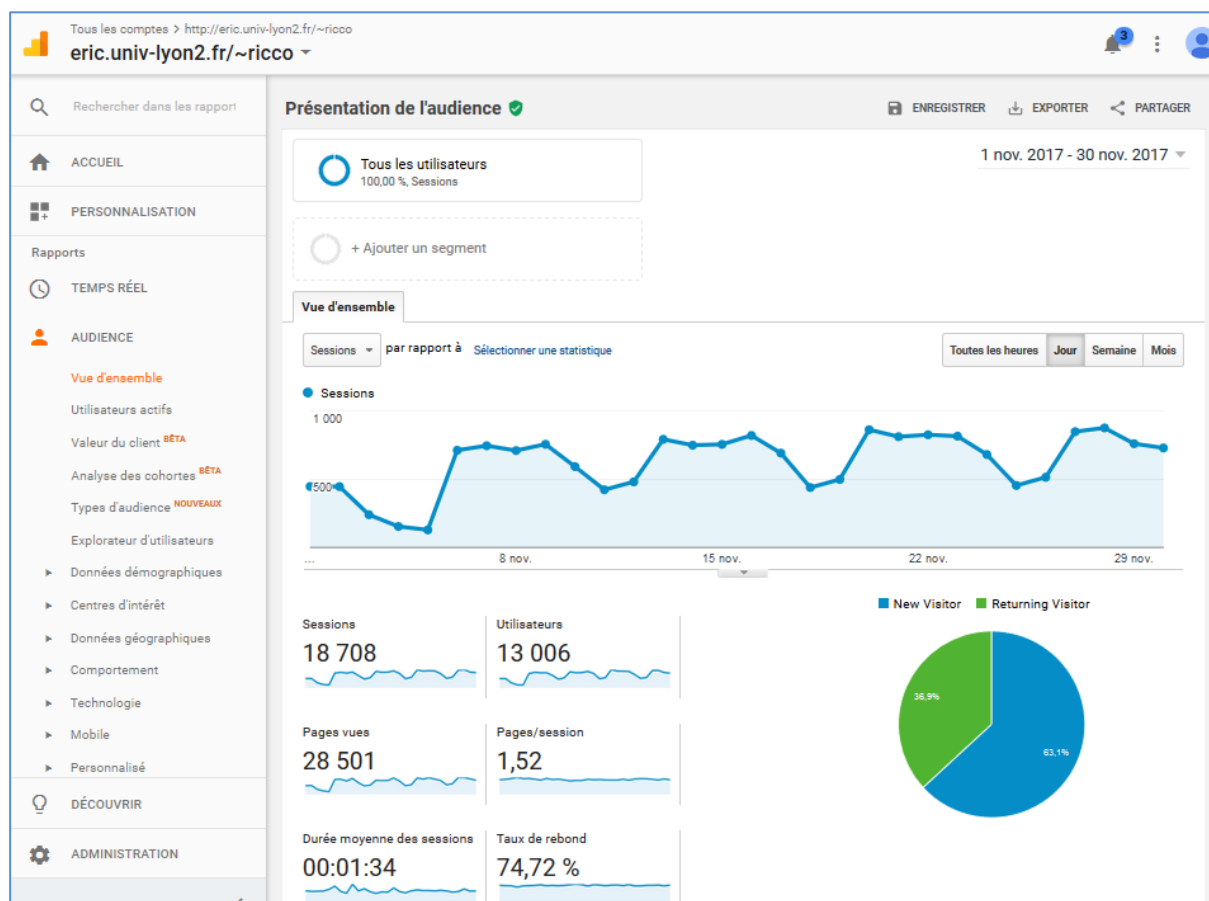 Tous les comptes > http://eric.univ-lyon2.fr/~ricco
eric.univ-lyon2.fr/~ricco
3
Rechercher dans les rapport
ACCUEIL
PERSONNALISATION
Rapports
TEMPS RÉEL
AUDIENCE
Vue d'ensemble
Utilisateurs actifs
Valeur du client BÊTA
Analyse des cohortes BÊTA
Types d'audience NOUVEAUX
Explorateur d'utilisateurs
Données démographiques
Centres d'intérêt
Données géographiques
Comportement
Technologie
Mobile
Personnalisé
DÉCOUVRIR
ADMINISTRATION
Présentation de l'audience
ENREGISTRER
EXPORTER
PARTAGER
Tous les utilisateurs
100,00 %, Sessions
1 nov. 2017 - 30 nov. 2017
+ Ajouter un segment
Vue d'ensemble
Sessions par rapport à Sélectionner une statistique
Toutes les heures Jour Semaine Mois
Sessions
1 000
500
... 8 nov. 15 nov. 22 nov. 29 nov.
New Visitor Returning Visitor
36,9%
63,1%
Sessions
18 708
Utilisateurs
13 006
Pages vues
28 501
Pages/session
1,52
Durée moyenne des sessions
00:01:34
Taux de rebond
74,72 %